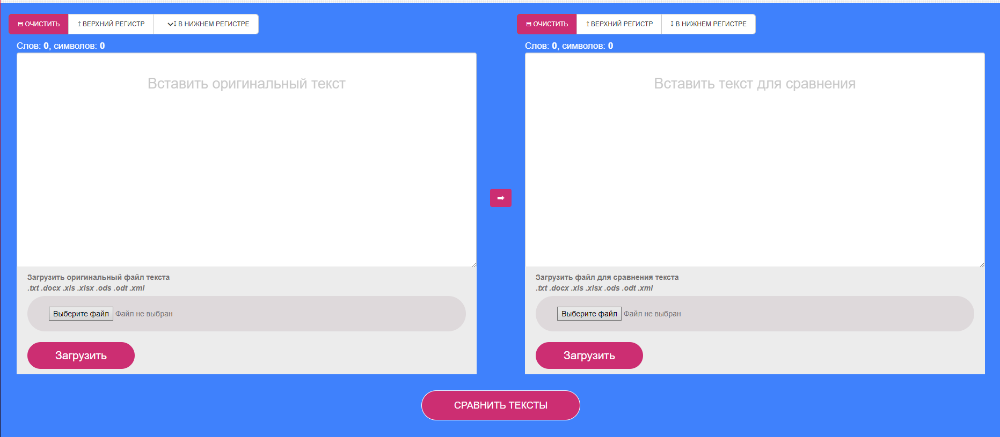 ОЧИСТИТЬ ВЕРХНИЙ РЕГИСТР В НИЖНЕМ РЕГИСТРЕ
Слов: 0, символов: 0
Вставить оригинальный текст
Загрузить оригинальный файл текста
.txt .docx .xls .xlsx .ods .odt .xml
Выберите файл Файл не выбран
Загрузить
ОЧИСТИТЬ ВЕРХНИЙ РЕГИСТР В НИЖНЕМ РЕГИСТРЕ
Слов: 0, символов: 0
Вставить текст для сравнения
Загрузить файл для сравнения текста
.txt .docx .xls .xlsx .ods .odt .xml
Выберите файл Файл не выбран
Загрузить
СРАВНИТЬ ТЕКСТЫ